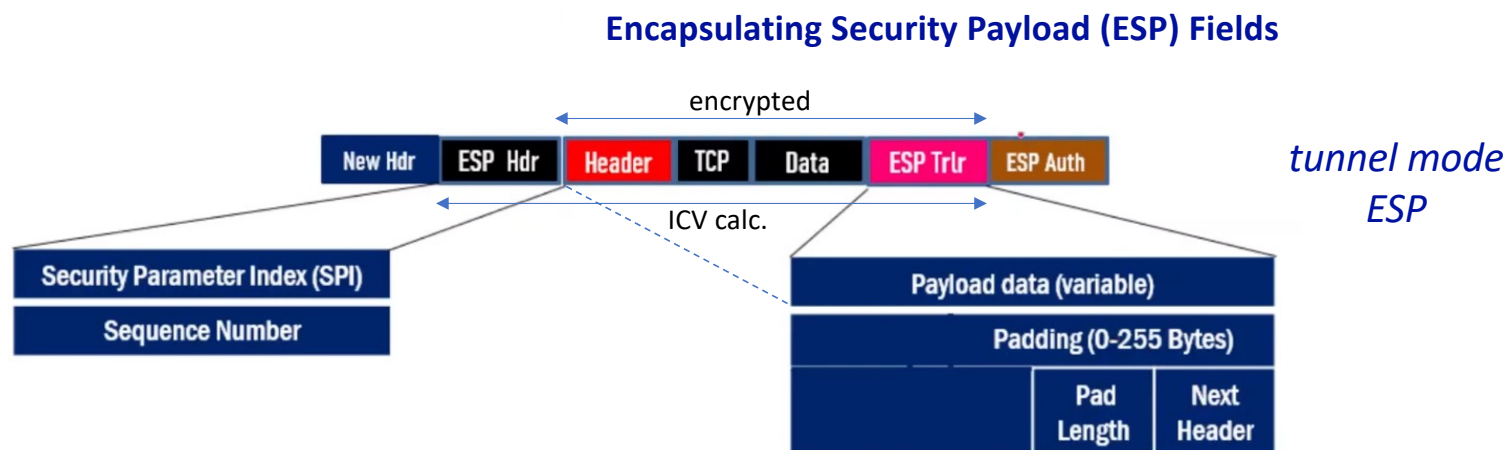 Encapsulating Security Payload (ESP) Fields
encrypted
New Hdr ESP Hdr Header TCP Data ESP Trlr ESP Auth
tunnel mode
ESP
ICV calc.
Security Parameter Index (SPI)
Sequence Number
Payload data (variable)
Padding (0-255 Bytes)
Pad
Length
Next
Header